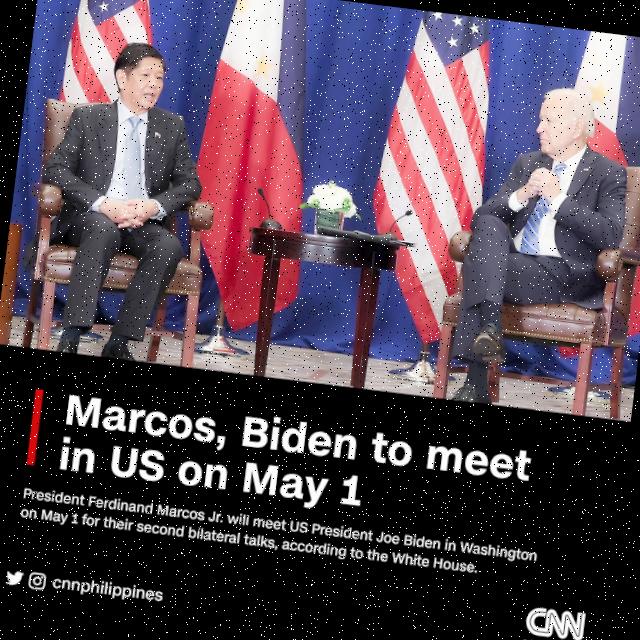 Marcos, Biden to meet
in US on May 1
President Ferdinand Marcos Jr. will meet US President Joe Biden in Washington
on May 1 for their second bilateral talks, according to the White House.
cnnphilippines
CNN